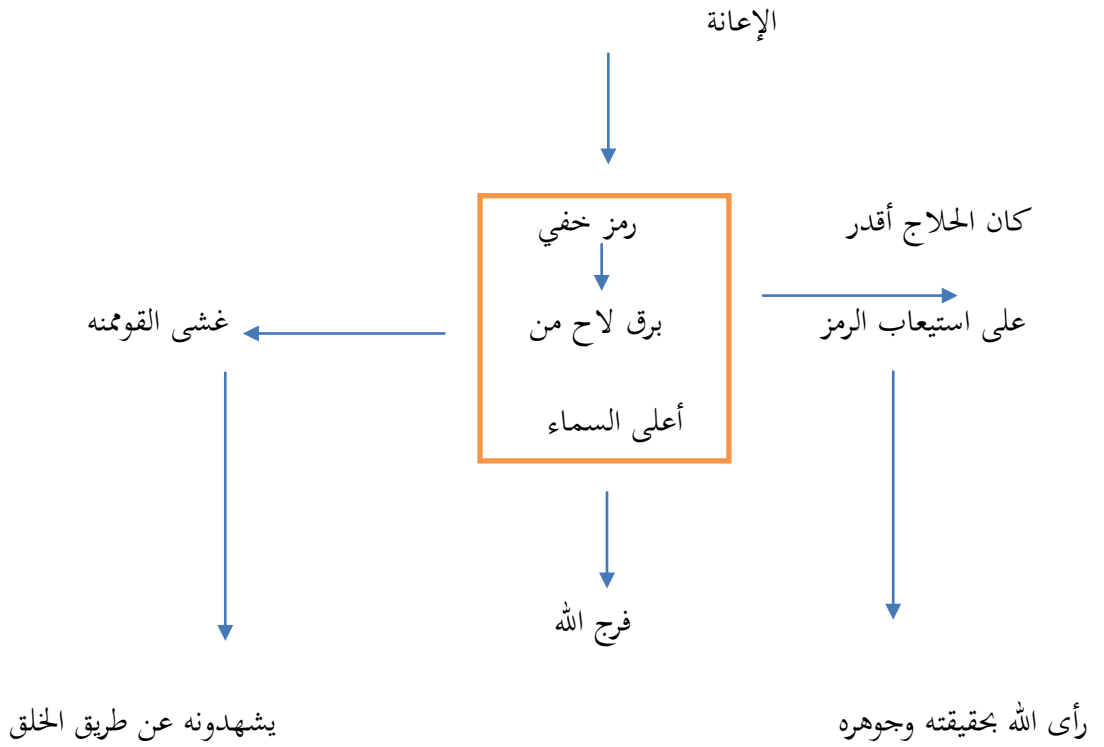 الإعانة
كان الحلاج أقدر
رمز خفي
على استيعاب الرمز
برق لاح من
غشى القوممنه
أعلى السماء
فرج الله
رأى الله بحقيقته وجوهره
يشهدونه عن طريق الخلق